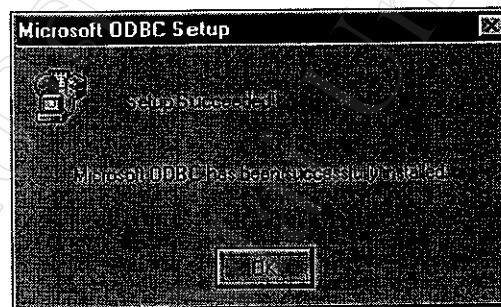 Microsoft ODBC Setup
Setup Succeeded!
Microsoft ODBC has been successfully installed.
OK